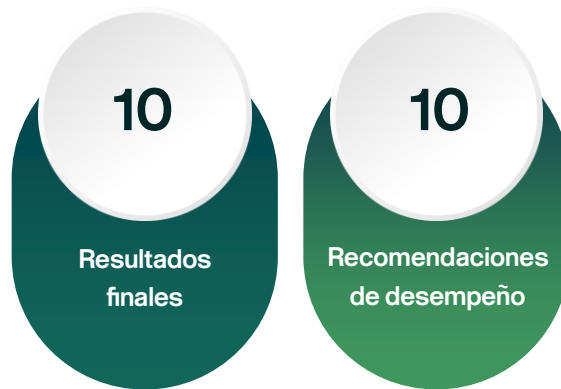 10
Resultados
finales
10
Recomendaciones
de desempeño